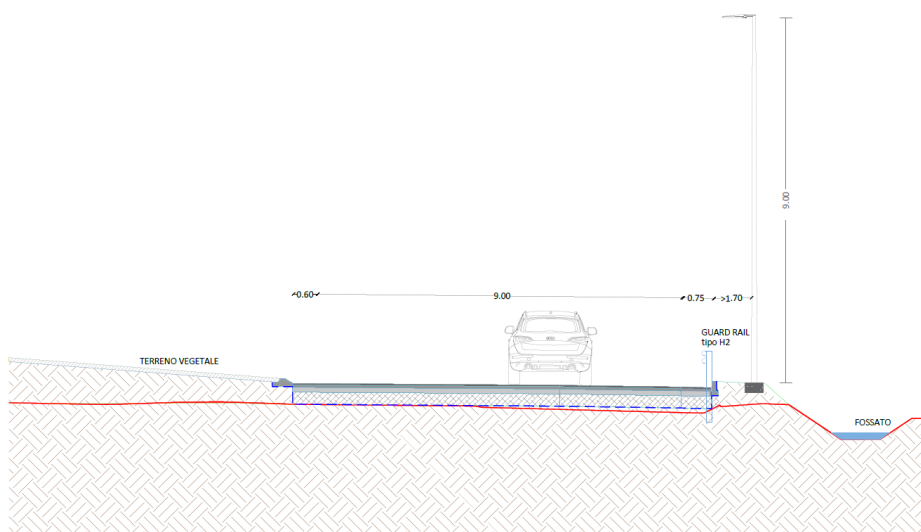 9.00
0.60
9.00
0.75
>1.70
GUARD RAIL
tipo H2
TERRENO VEGETALE
FOSSATO